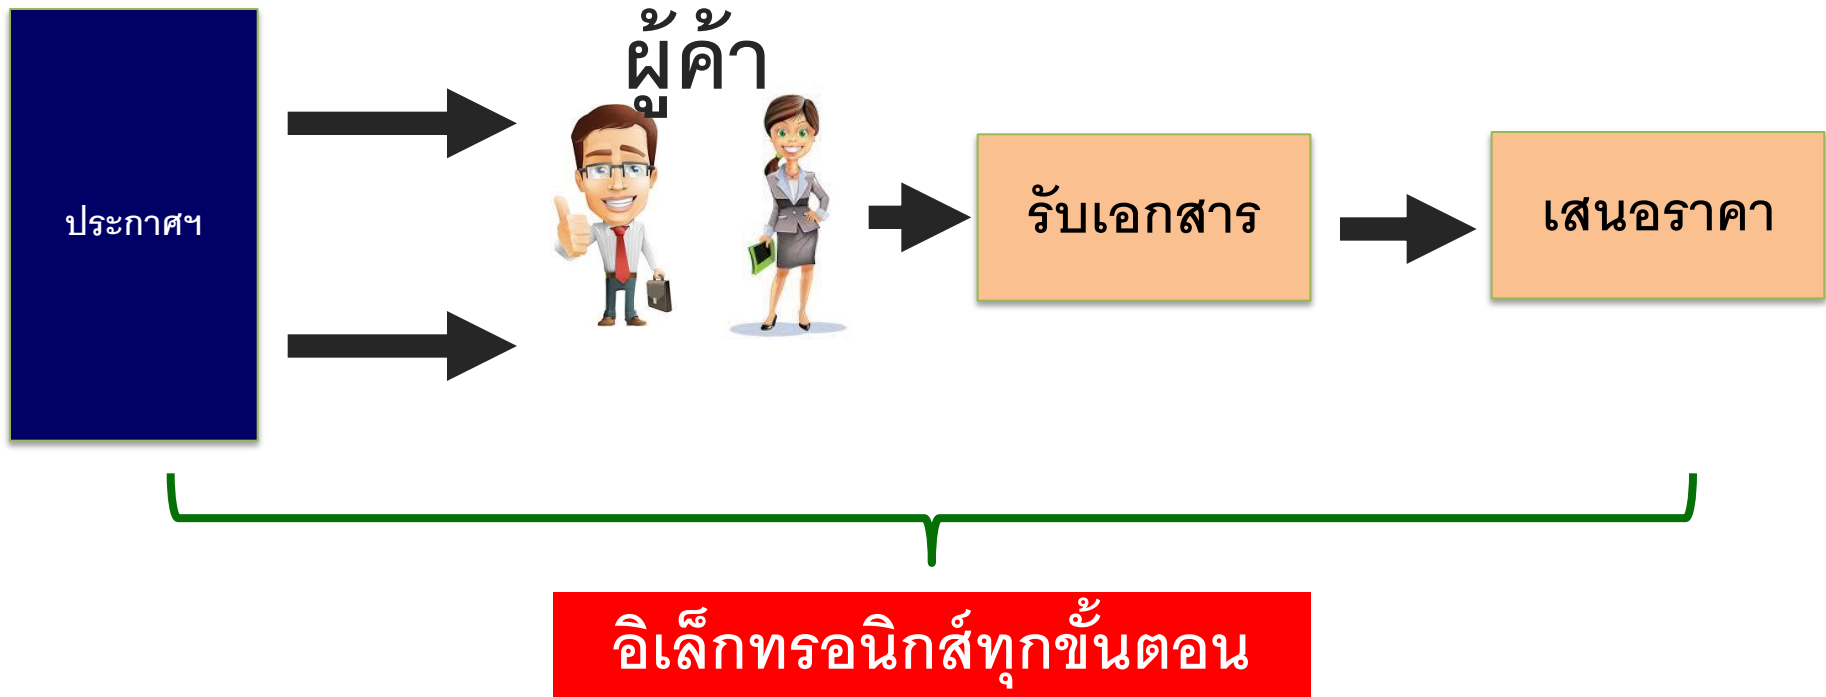 ผู้ค้า
ประกาศฯ
รับเอกสาร
เสนอราคา
อิเล็กทรอนิกส์ทุกขั้นตอน